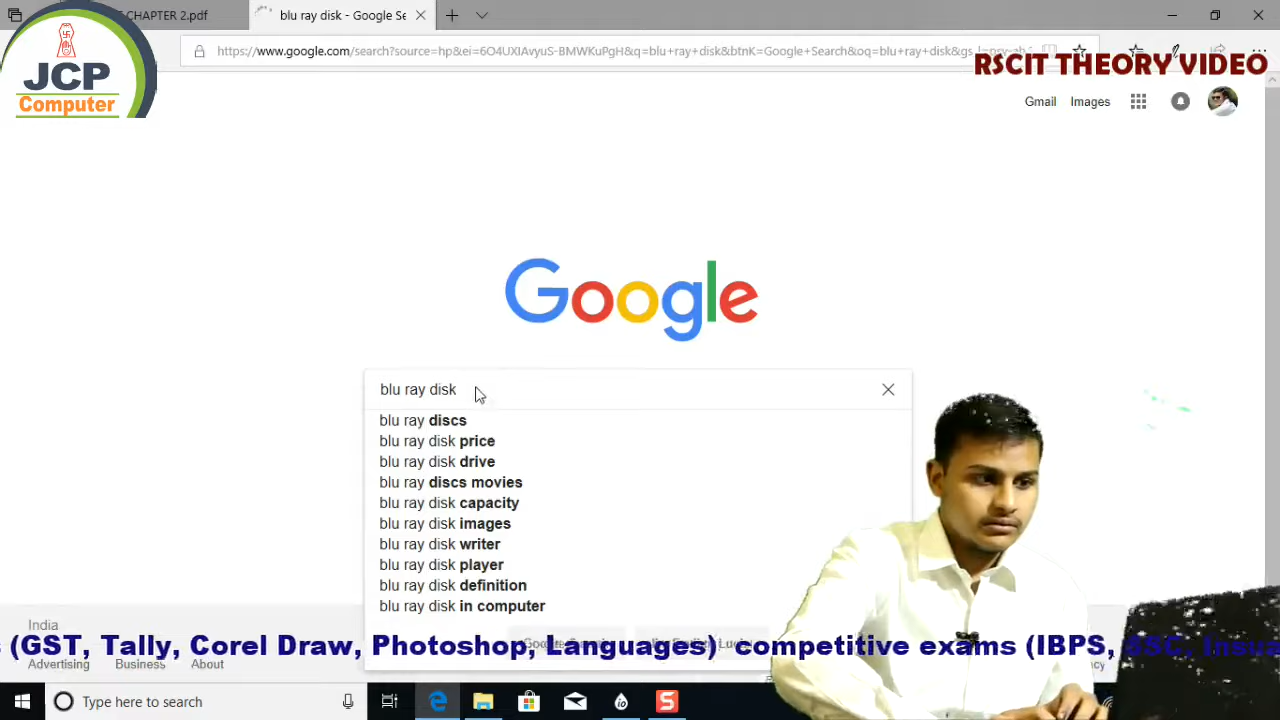 CHAPTER 2.pdf
blu ray disk - Google Se
https://www.google.com/search?source=hp&ei=6O4UXIAvyuS-BMWKuPgH&q=blu+ray+disk&btnK=Google+Search&oq=blu+ray+disk&gs_l=psy-ab
JCP
Computer
RSCIT THEORY VIDEO
Gmail Images
Google
blu ray disk
blu ray discs
blu ray disk price
blu ray disk drive
blu ray discs movies
blu ray disk capacity
blu ray disk images
blu ray disk writer
blu ray disk player
blu ray disk definition
blu ray disk in computer
India
s (GST, Tally, Corel Draw, Photoshop, Languages) competitive exams (IBPS, SSC, Insua
Advertising Business About
Type here to search